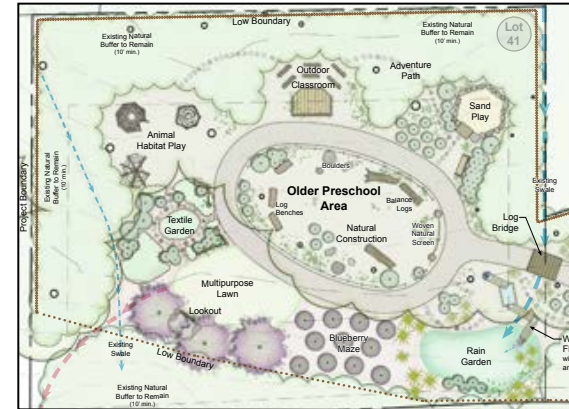 Low Boundary
Existing Natural
Buffer to Remain
(10' min.)
Existing Natural
Buffer to Remain
(10' min.)
Lot
41
Outdoor
Classroom
Adventure
Path
Sand
Play
Animal
Habitat Play
Project Boundary
Existing Natural
Buffer to Remain
(10' min.)
Boulders
Older Preschool
Area
Existing
Swale
Log
Benches
Balance
Logs
Textile
Garden
Natural
Construction
Woven
Natural
Screen
Log
Bridge
Multipurpose
Lawn
Lookout
Existing
Swale
Low Boundary
Blueberry
Maze
Rain
Garden
Existing Natural
Buffer to Remain
(10' min.)